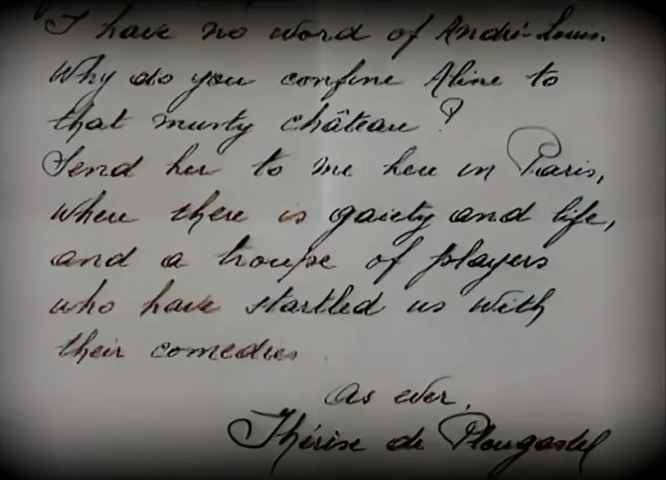 I have no word of André-Louis.
Why do you confine Aline to
that musty château?
Send her to me here in Paris,
where there is gaiety and life,
and a troupe of players
who have startled us with
their comedies
As ever,
Thérèse de Plougastel